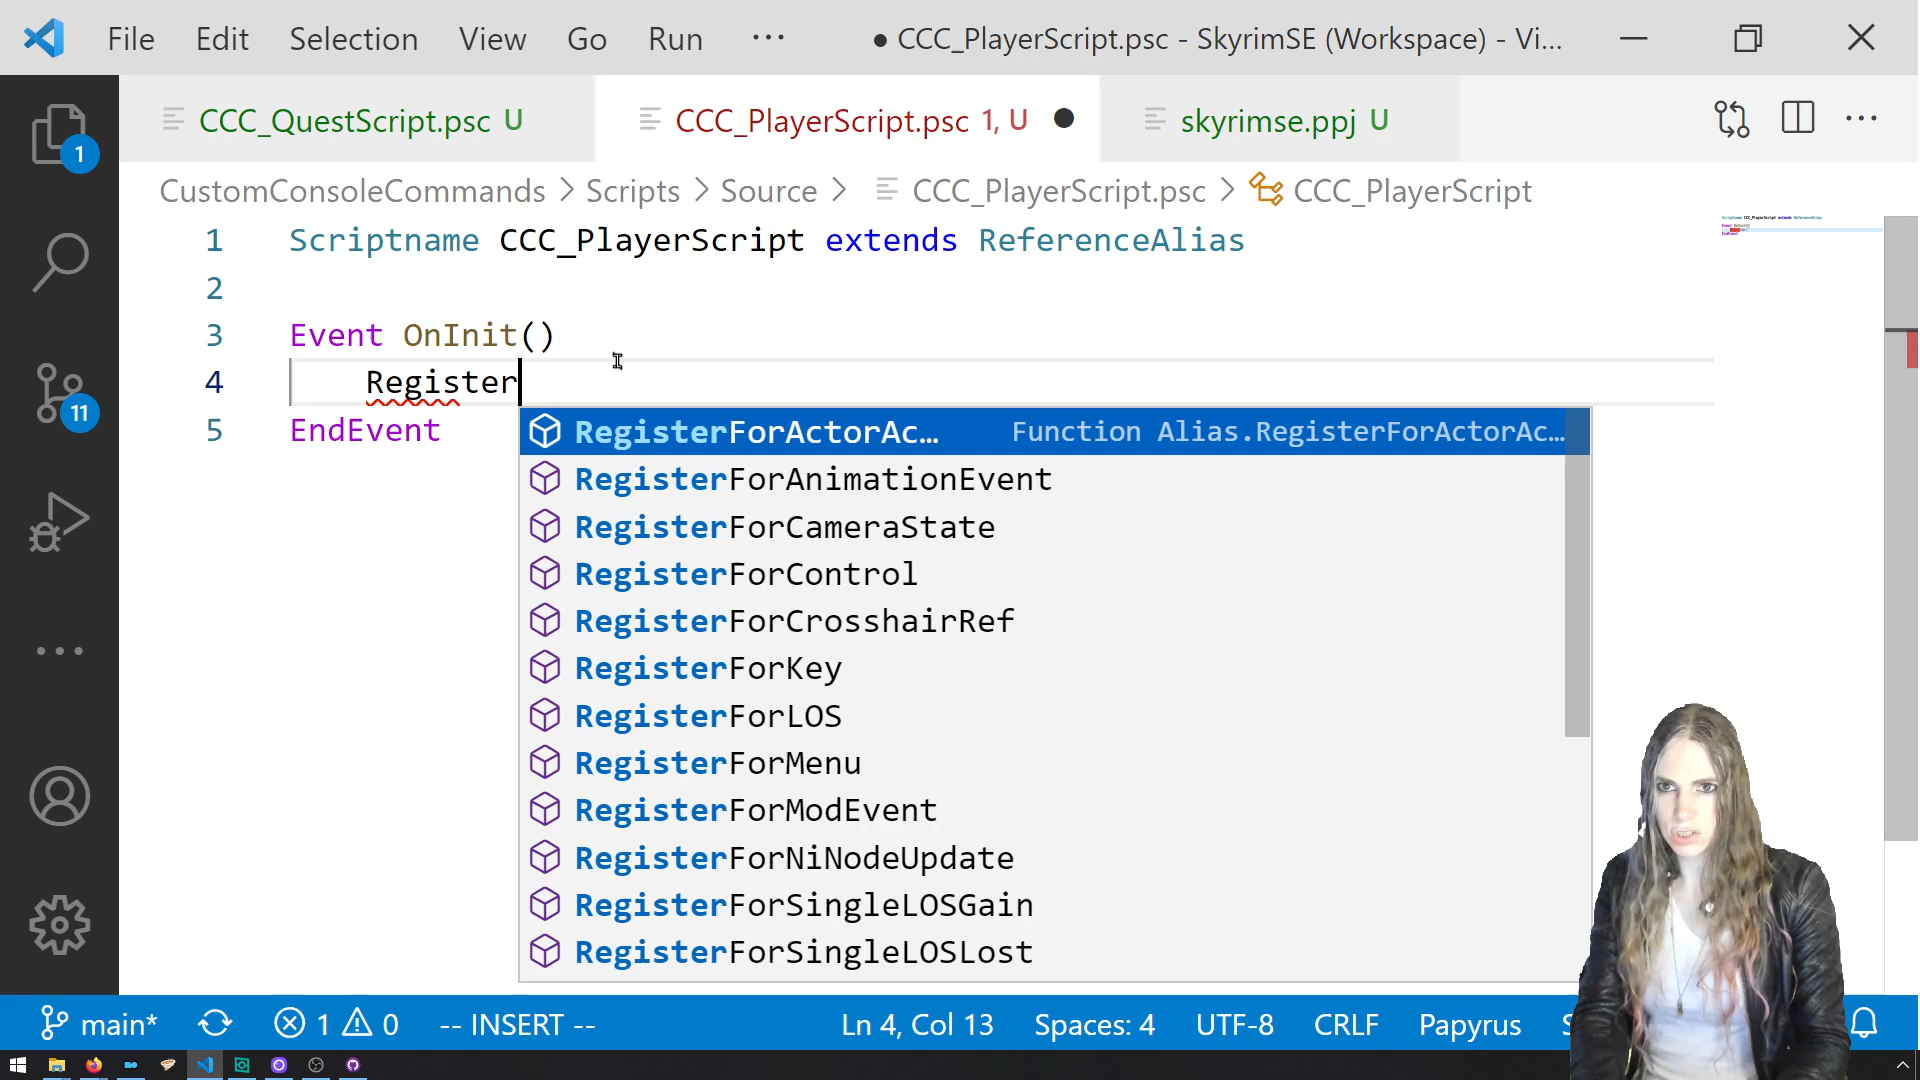 File Edit Selection View Go Run ··· ● CCC_PlayerScript.psc - SkyrimSE (Workspace) - Vi...
CCC_QuestScript.psc U CCC_PlayerScript.psc 1, U skyrimse.ppj U
1
CustomConsoleCommands > Scripts > Source > CCC_PlayerScript.psc > CCC_PlayerScript
1 Scriptname CCC_PlayerScript extends ReferenceAlias
2
3 Event OnInit()
4 Register
5 EndEvent
11
RegisterForActorAc... Function Alias.RegisterForActorAc...
RegisterForAnimationEvent
RegisterForCameraState
RegisterForControl
RegisterForCrosshairRef
RegisterForKey
RegisterForLOS
RegisterForMenu
RegisterForModEvent
RegisterForNiNodeUpdate
RegisterForSingleLOSGain
RegisterForSingleLOSLost
main* 1 0 -- INSERT -- Ln 4, Col 13 Spaces: 4 UTF-8 CRLF Papyrus